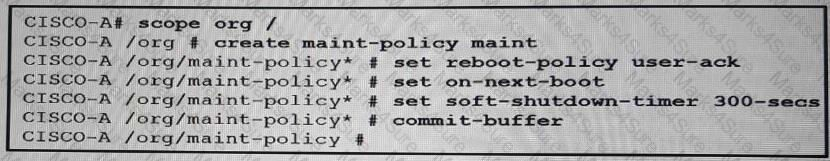 CISCO-A# scope org /
CISCO-A /org # create maint-policy maint
CISCO-A /org/maint-policy* # set reboot-policy user-ack
CISCO-A /org/maint-policy* # set on-next-boot
CISCO-A /org/maint-policy* # set soft-shutdown-timer 300-secs
CISCO-A /org/maint-policy* # commit-buffer
CISCO-A /org/maint-policy #